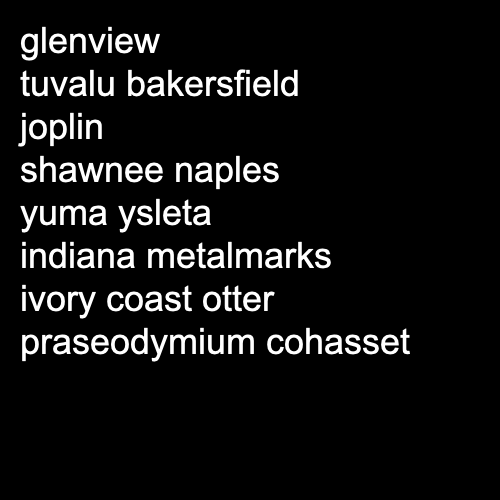 glenview
tuvalu bakersfield
joplin
shawnee naples
yuma ysleta
indiana metalmarks
ivory coast otter
praseodymium cohasset